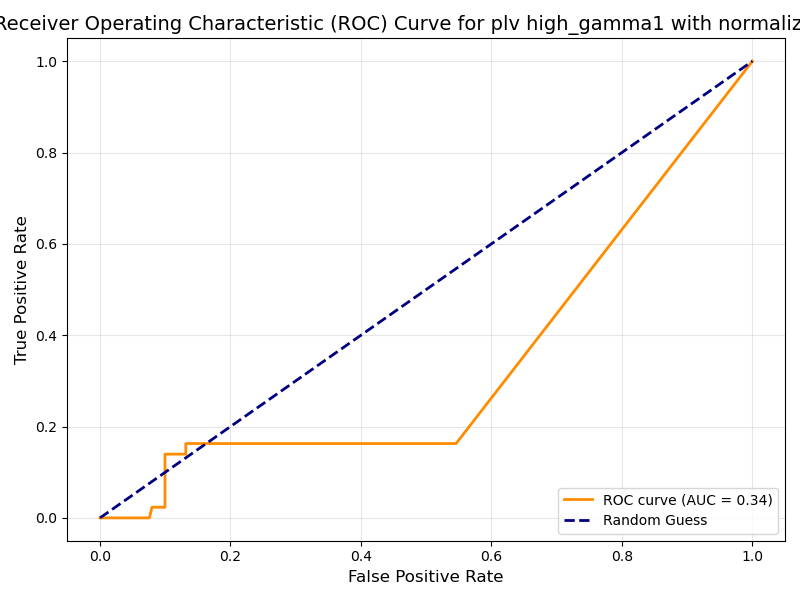 Receiver Operating Characteristic (ROC) Curve for plv high_gamma1 with normaliz
1.0
0.8
0.6
0.4
0.2
0.0
True Positive Rate
0.0 0.2 0.4 0.6 0.8 1.0
False Positive Rate
ROC curve (AUC = 0.34)
Random Guess